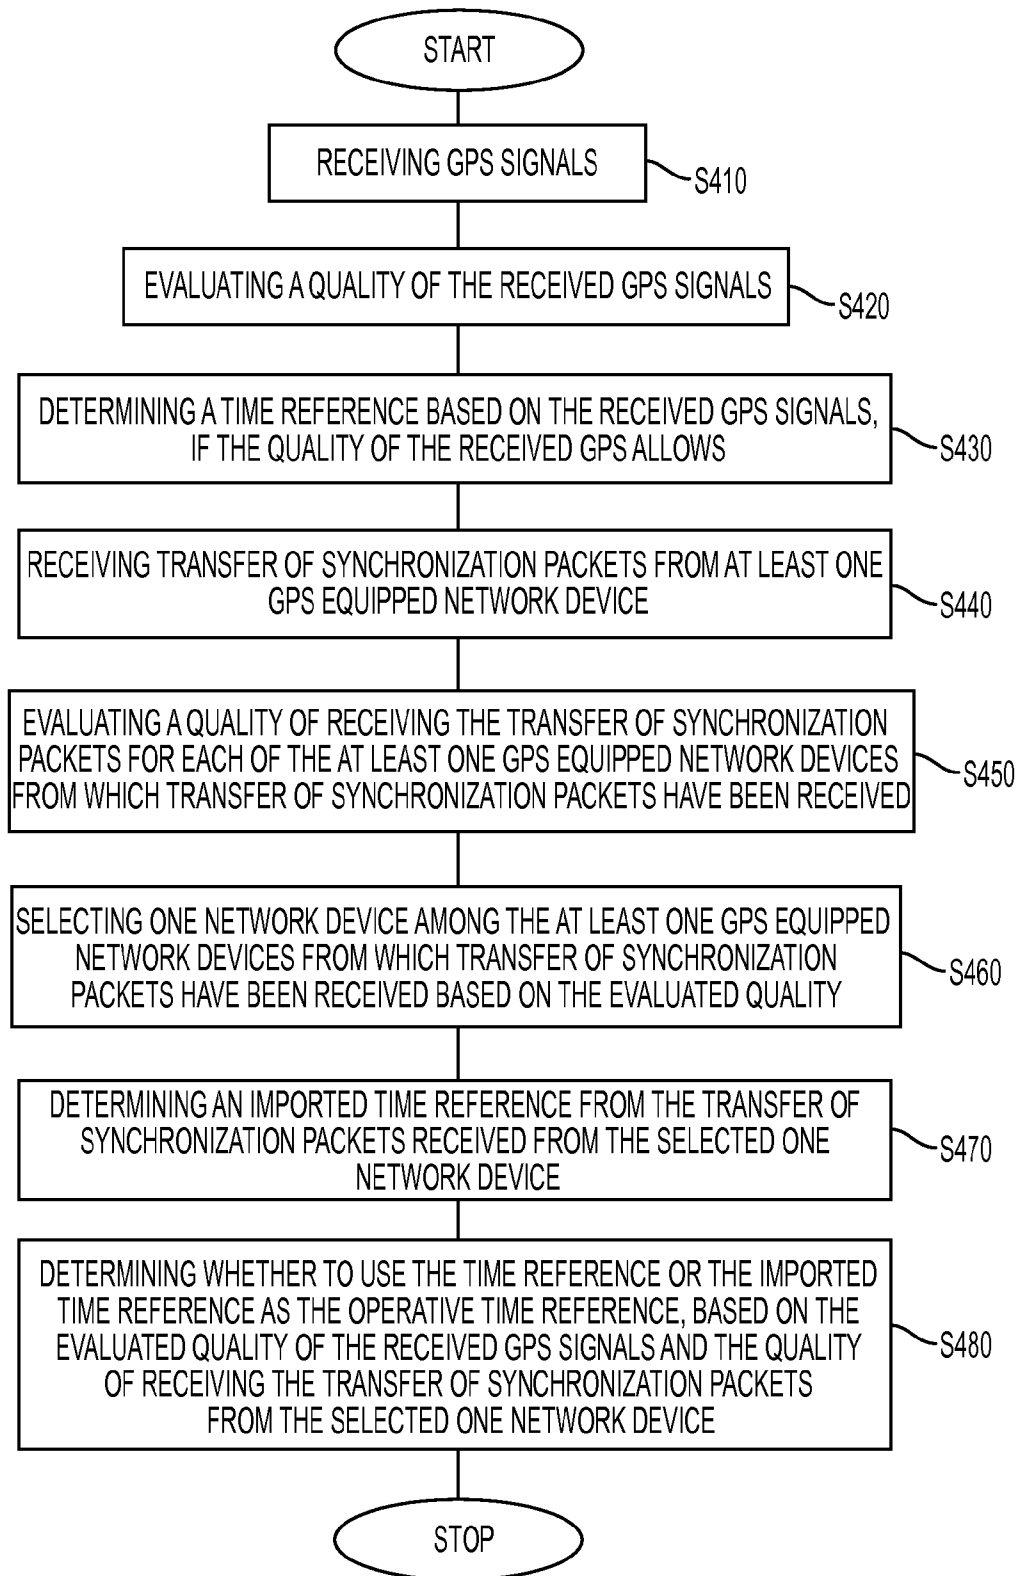 START
RECEIVING GPS SIGNALS
S410
EVALUATING A QUALITY OF THE RECEIVED GPS SIGNALS
S420
DETERMINING A TIME REFERENCE BASED ON THE RECEIVED GPS SIGNALS,
IF THE QUALITY OF THE RECEIVED GPS ALLOWS
S430
RECEIVING TRANSFER OF SYNCHRONIZATION PACKETS FROM AT LEAST ONE
GPS EQUIPPED NETWORK DEVICE
S440
EVALUATING A QUALITY OF RECEIVING THE TRANSFER OF SYNCHRONIZATION
PACKETS FOR EACH OF THE AT LEAST ONE GPS EQUIPPED NETWORK DEVICES
FROM WHICH TRANSFER OF SYNCHRONIZATION PACKETS HAVE BEEN RECEIVED
S450
SELECTING ONE NETWORK DEVICE AMONG THE AT LEAST ONE GPS EQUIPPED
NETWORK DEVICES FROM WHICH TRANSFER OF SYNCHRONIZATION
PACKETS HAVE BEEN RECEIVED BASED ON THE EVALUATED QUALITY
S460
DETERMINING AN IMPORTED TIME REFERENCE FROM THE TRANSFER OF
SYNCHRONIZATION PACKETS RECEIVED FROM THE SELECTED ONE
NETWORK DEVICE
S470
DETERMINING WHETHER TO USE THE TIME REFERENCE OR THE IMPORTED
TIME REFERENCE AS THE OPERATIVE TIME REFERENCE, BASED ON THE
EVALUATED QUALITY OF THE RECEIVED GPS SIGNALS AND THE QUALITY
OF RECEIVING THE TRANSFER OF SYNCHRONIZATION PACKETS
FROM THE SELECTED ONE NETWORK DEVICE
S480
STOP